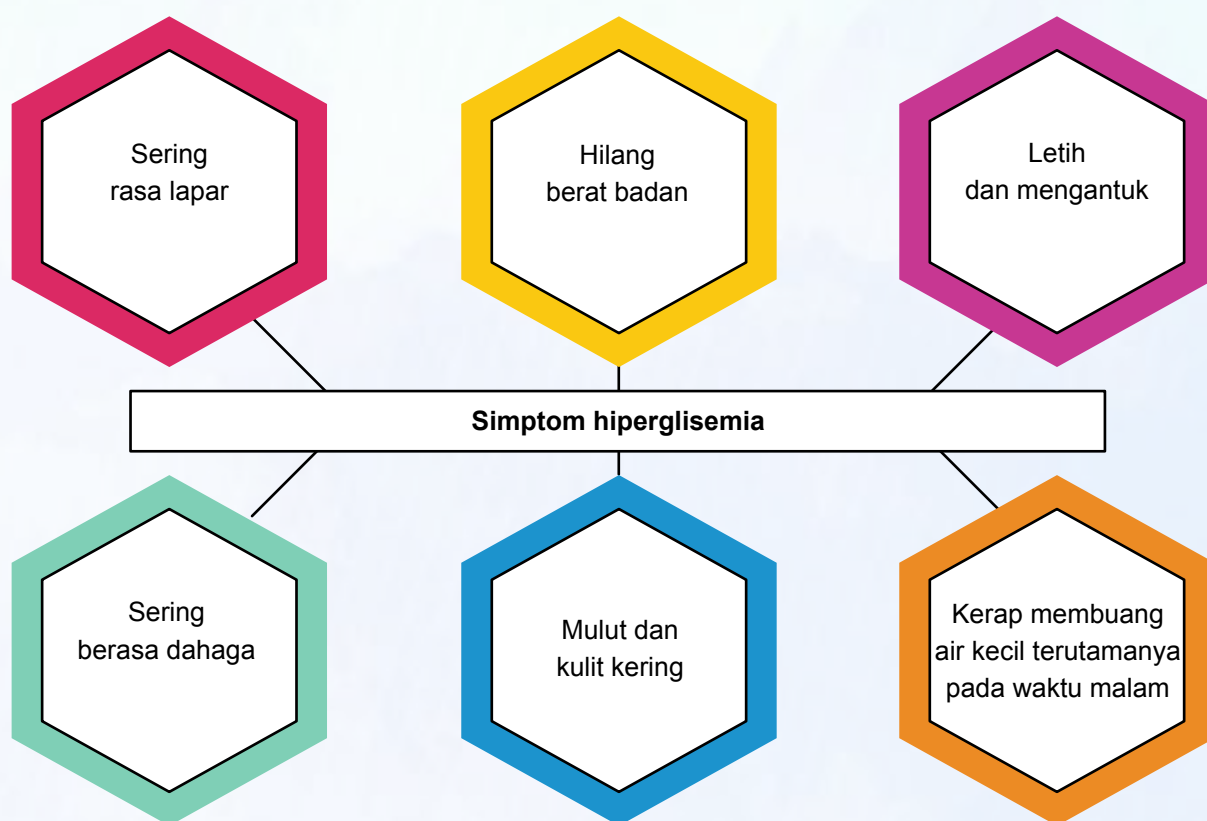 Sering
rasa lapar
Hilang
berat badan
Letih
dan mengantuk
Simptom hiperglisemia
Sering
berasa dahaga
Mulut dan
kulit kering
Kerap membuang
air kecil terutamanya
pada waktu malam